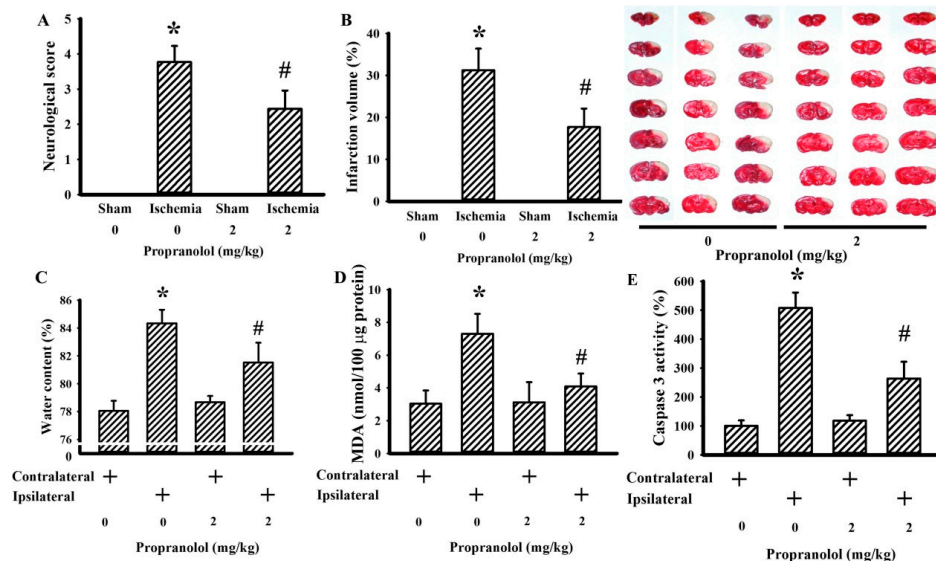 A
Neurological score
5
4
3
2
1
0
*
#
Sham Ischemia Sham Ischemia
0 0 2 2
Propranolol (mg/kg)
B
Infarction volume (%)
40
30
20
10
0
*
#
Sham Ischemia Sham Ischemia
0 0 2 2
Propranolol (mg/kg)
0 2
Propranolol (mg/kg)
C
Water content (%)
86
84
82
80
78
76
0
*
#
Contralateral + +
Ipsilateral + +
0 0 2 2
Propranolol (mg/kg)
D
MDA (nmol/100 µg protein)
10
8
6
4
2
0
*
#
+ +
+ +
0 0 2 2
Propranolol (mg/kg)
E
Caspase 3 activity (%)
600
500
400
300
200
100
0
*
#
Contralateral + +
Ipsilateral + +
0 0 2 2
Propranolol (mg/kg)